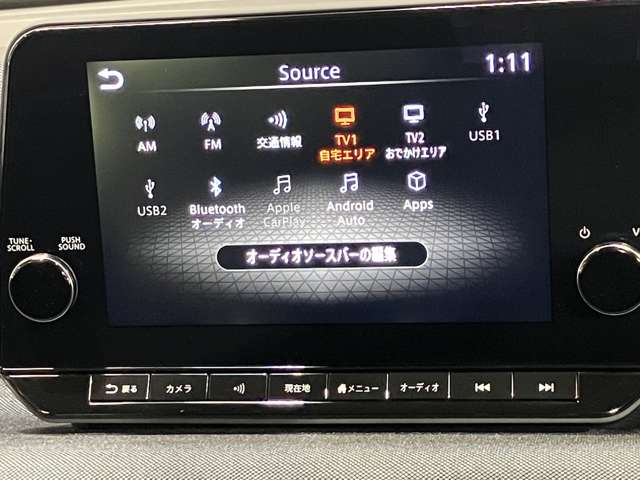 Source
1:11
AM
FM
交通情報
TV1
自宅エリア
TV2
おでかけエリア
USB1
USB2
Bluetooth
オーディオ
Apple
CarPlay
Android
Auto
Apps
オーディオソースバーの編集
TUNE・
SCROLL
PUSH
SOUND
V
戻る
カメラ
現在地
メニュー
オーディオ